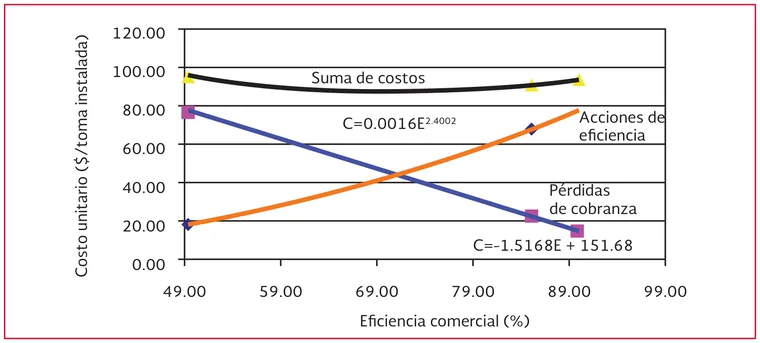 120.00
100.00
80.00
60.00
40.00
20.00
0.00
Costo unitario ($/toma instalada)
Suma de costos
C=0.0016E^2.4002
Acciones de
eficiencia
Pérdidas
de cobranza
C=-1.5168E + 151.68
49.00 59.00 69.00 79.00 89.00 99.00
Eficiencia comercial (%)